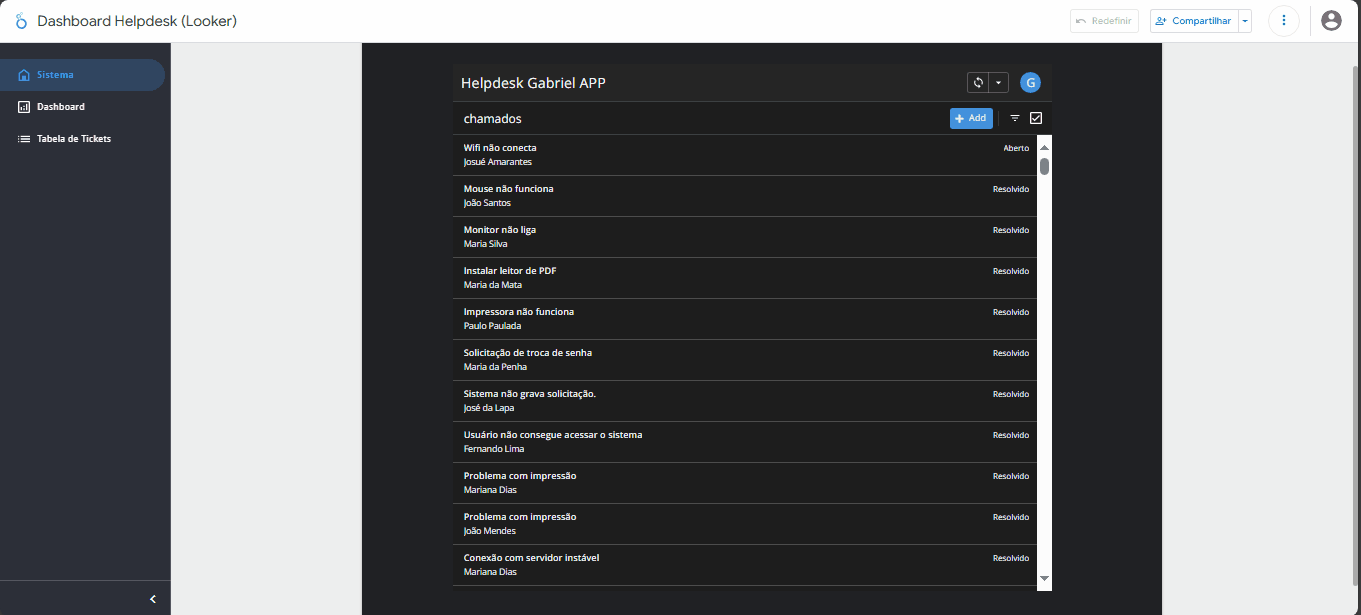 Dashboard Helpdesk (Looker)
Redefinir
Compartilhar
Sistema
Dashboard
Tabela de Tickets
Helpdesk Gabriel APP
G
chamados
Add
Wifi não conecta
Aberto
Josué Amarantes
Mouse não funciona
Resolvido
João Santos
Monitor não liga
Resolvido
Maria Silva
Instalar leitor de PDF
Resolvido
Maria da Mata
Impressora não funciona
Resolvido
Paulo Paulada
Solicitação de troca de senha
Resolvido
Maria da Penha
Sistema não grava solicitação.
Resolvido
José da Lapa
Usuário não consegue acessar o sistema
Resolvido
Fernando Lima
Problema com impressão
Resolvido
Mariana Dias
Problema com impressão
Resolvido
João Mendes
Conexão com servidor instável
Resolvido
Mariana Dias